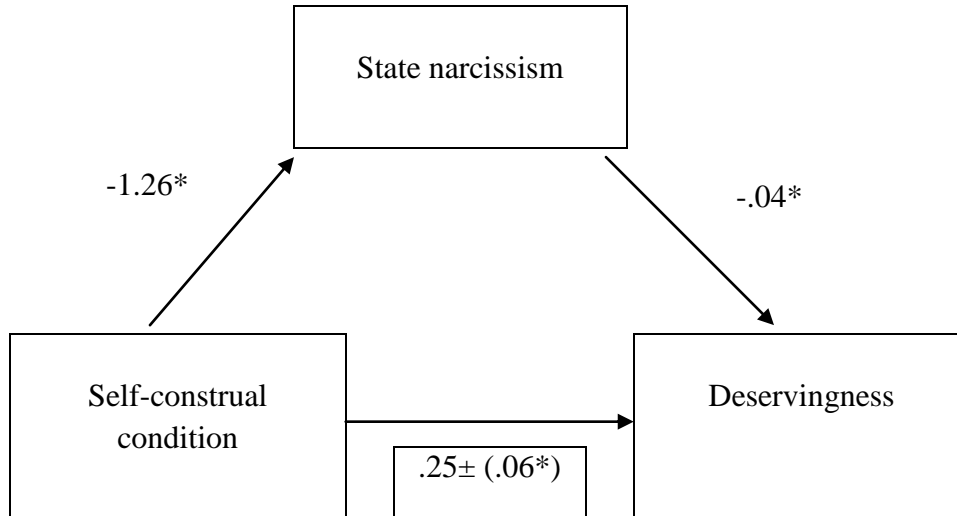 State narcissism
-1.26*
-.04*
Self-construal
condition
Deservingness
.25± (.06*)